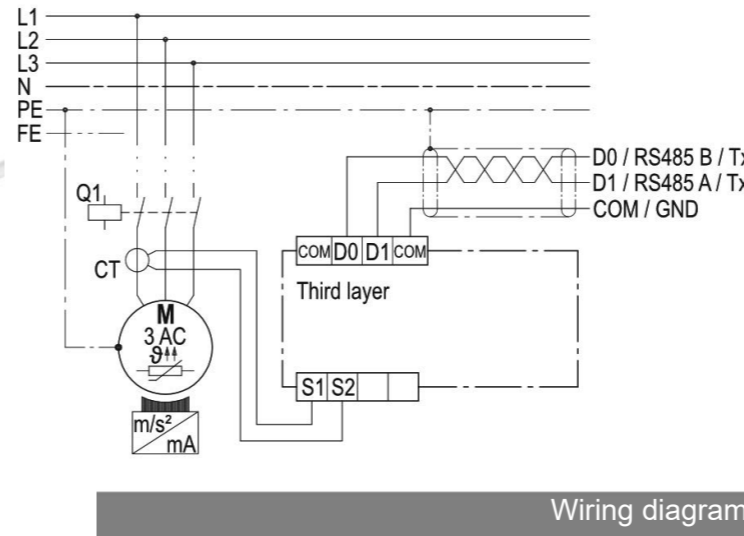 L1
L2
L3
N
PE
FE
D0 / RS485 B / Tx
D1 / RS485 A / Tx
COM / GND
Q1
CT
COM D0 D1 COM
Third layer
M
3 AC
ϑ
S1 S2
m/s²
mA
Wiring diagram